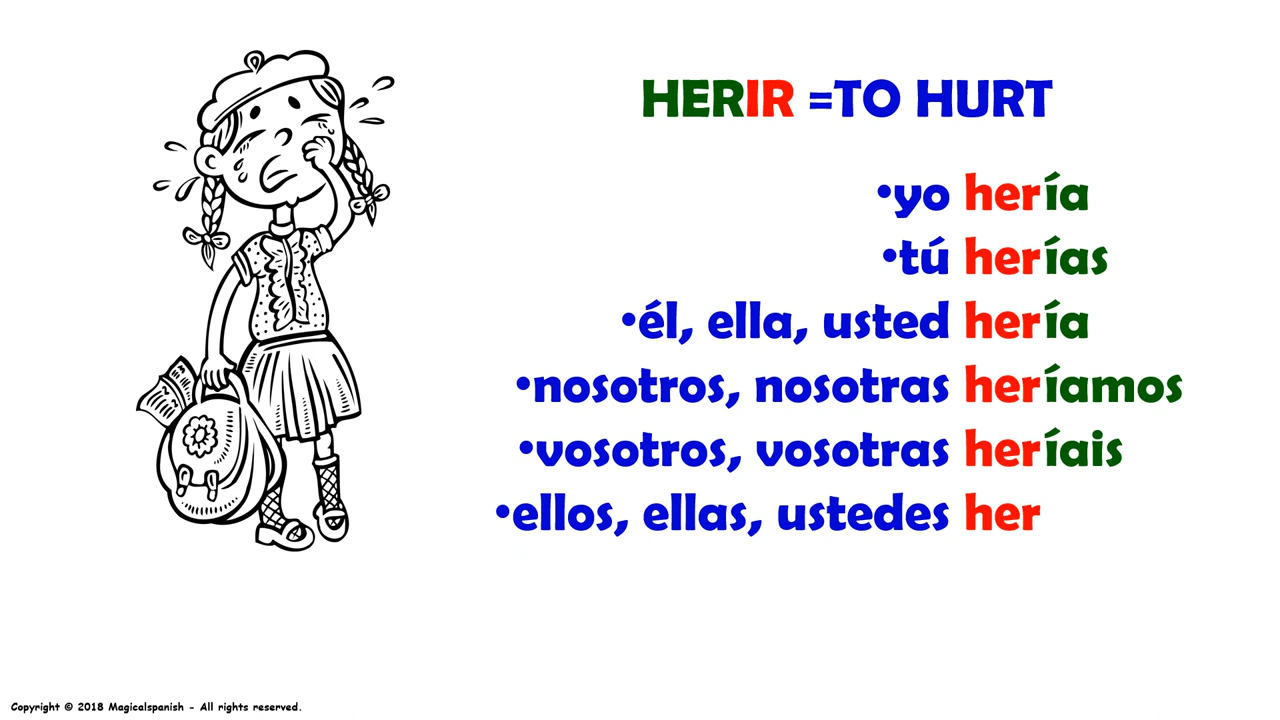 HERIR =TO HURT
•yo hería
•tú herías
•él, ella, usted hería
•nosotros, nosotras heríamos
•vosotros, vosotras heríais
•ellos, ellas, ustedes her
Copyright © 2018 Magicalspanish - All rights reserved.